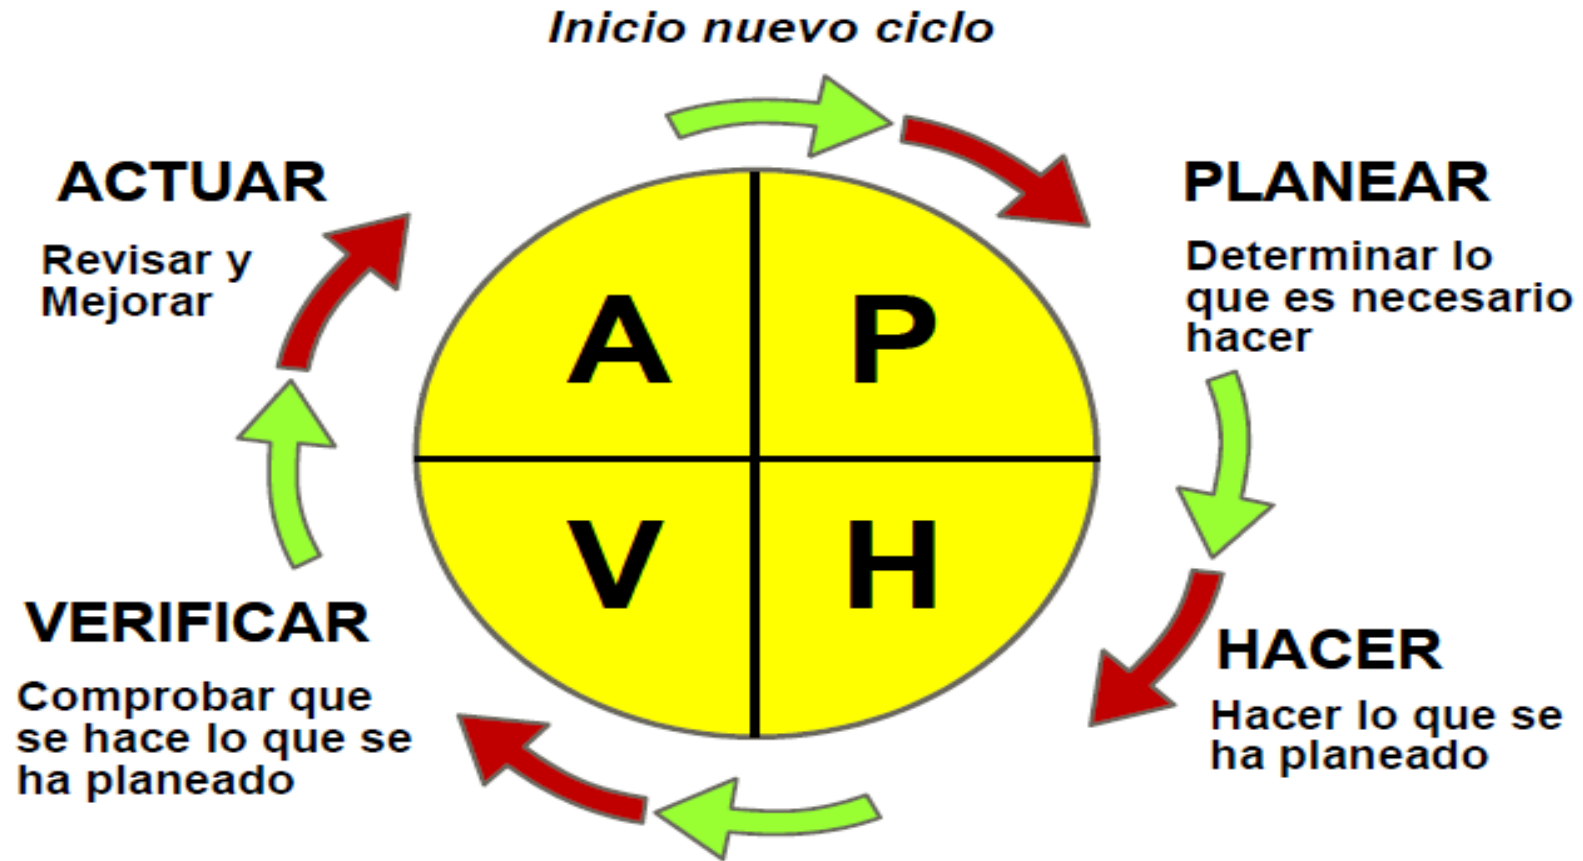 Inicio nuevo ciclo
ACTUAR
Revisar y
Mejorar
PLANEAR
Determinar lo
que es necesario
hacer
A
P
V
H
VERIFICAR
Comprobar que
se hace lo que se
ha planeado
HACER
Hacer lo que se
ha planeado